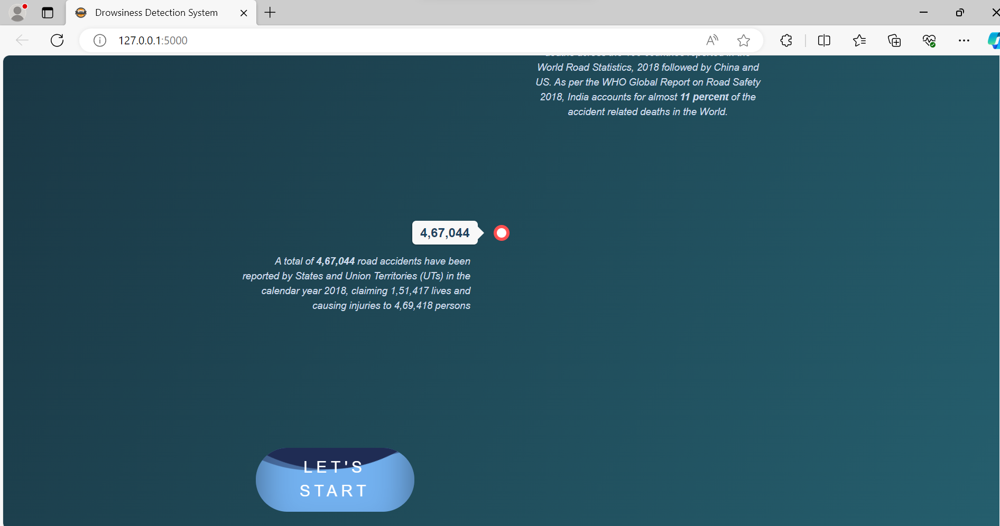 Drowsiness Detection System
127.0.0.1:5000
World Road Statistics, 2018 followed by China and
US. As per the WHO Global Report on Road Safety
2018, India accounts for almost 11 percent of the
accident related deaths in the World.
4,67,044
A total of 4,67,044 road accidents have been
reported by States and Union Territories (UTs) in the
calendar year 2018, claiming 1,51,417 lives and
causing injuries to 4,69,418 persons
LET'S
START